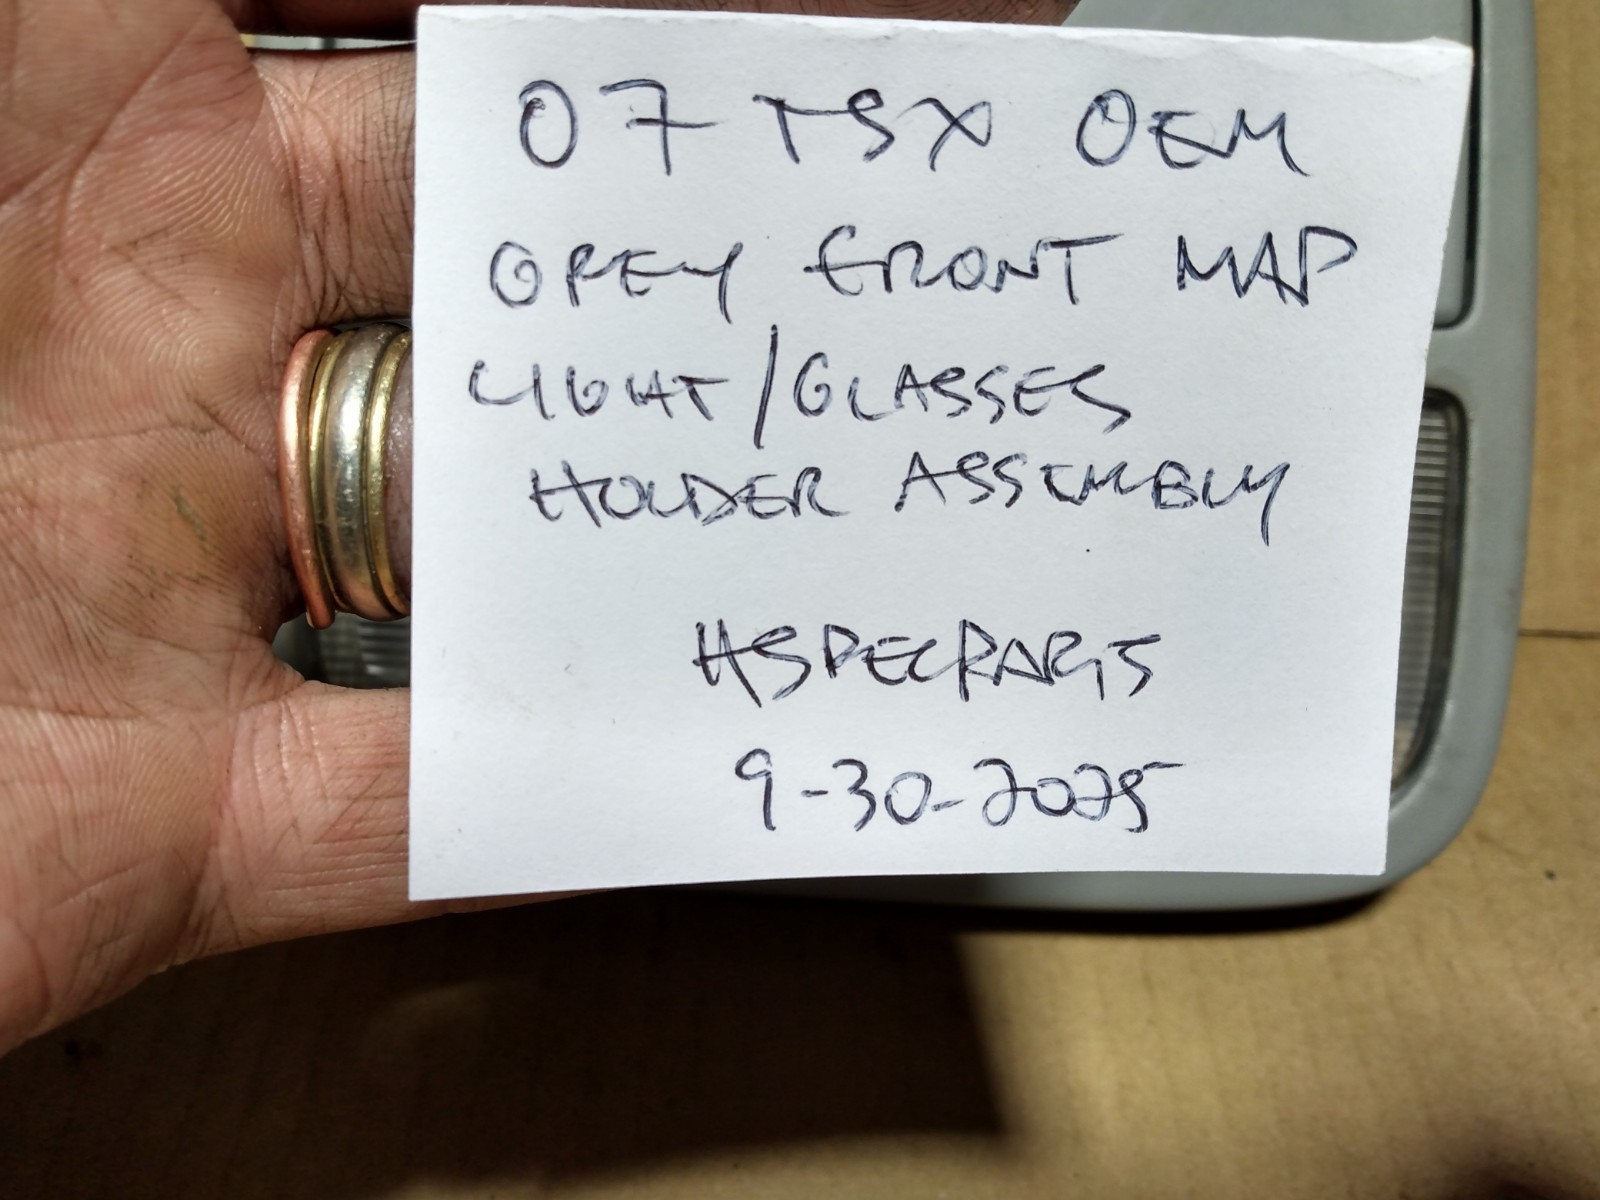 07 TSX OEM
GREY FRONT MAP
LIGHT/GLASSES
HOLDER ASSEMBLY
HSPECPARTS
9-30-2025